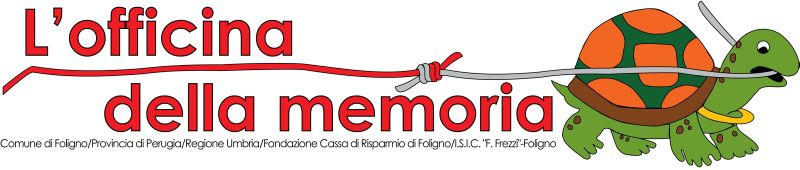 L'officina
della memoria
Comune di Foligno/Provincia di Perugia/Regione Umbria/Fondazione Cassa di Risparmio di Foligno/I.S.I.C. "F. Frezzi"-Foligno